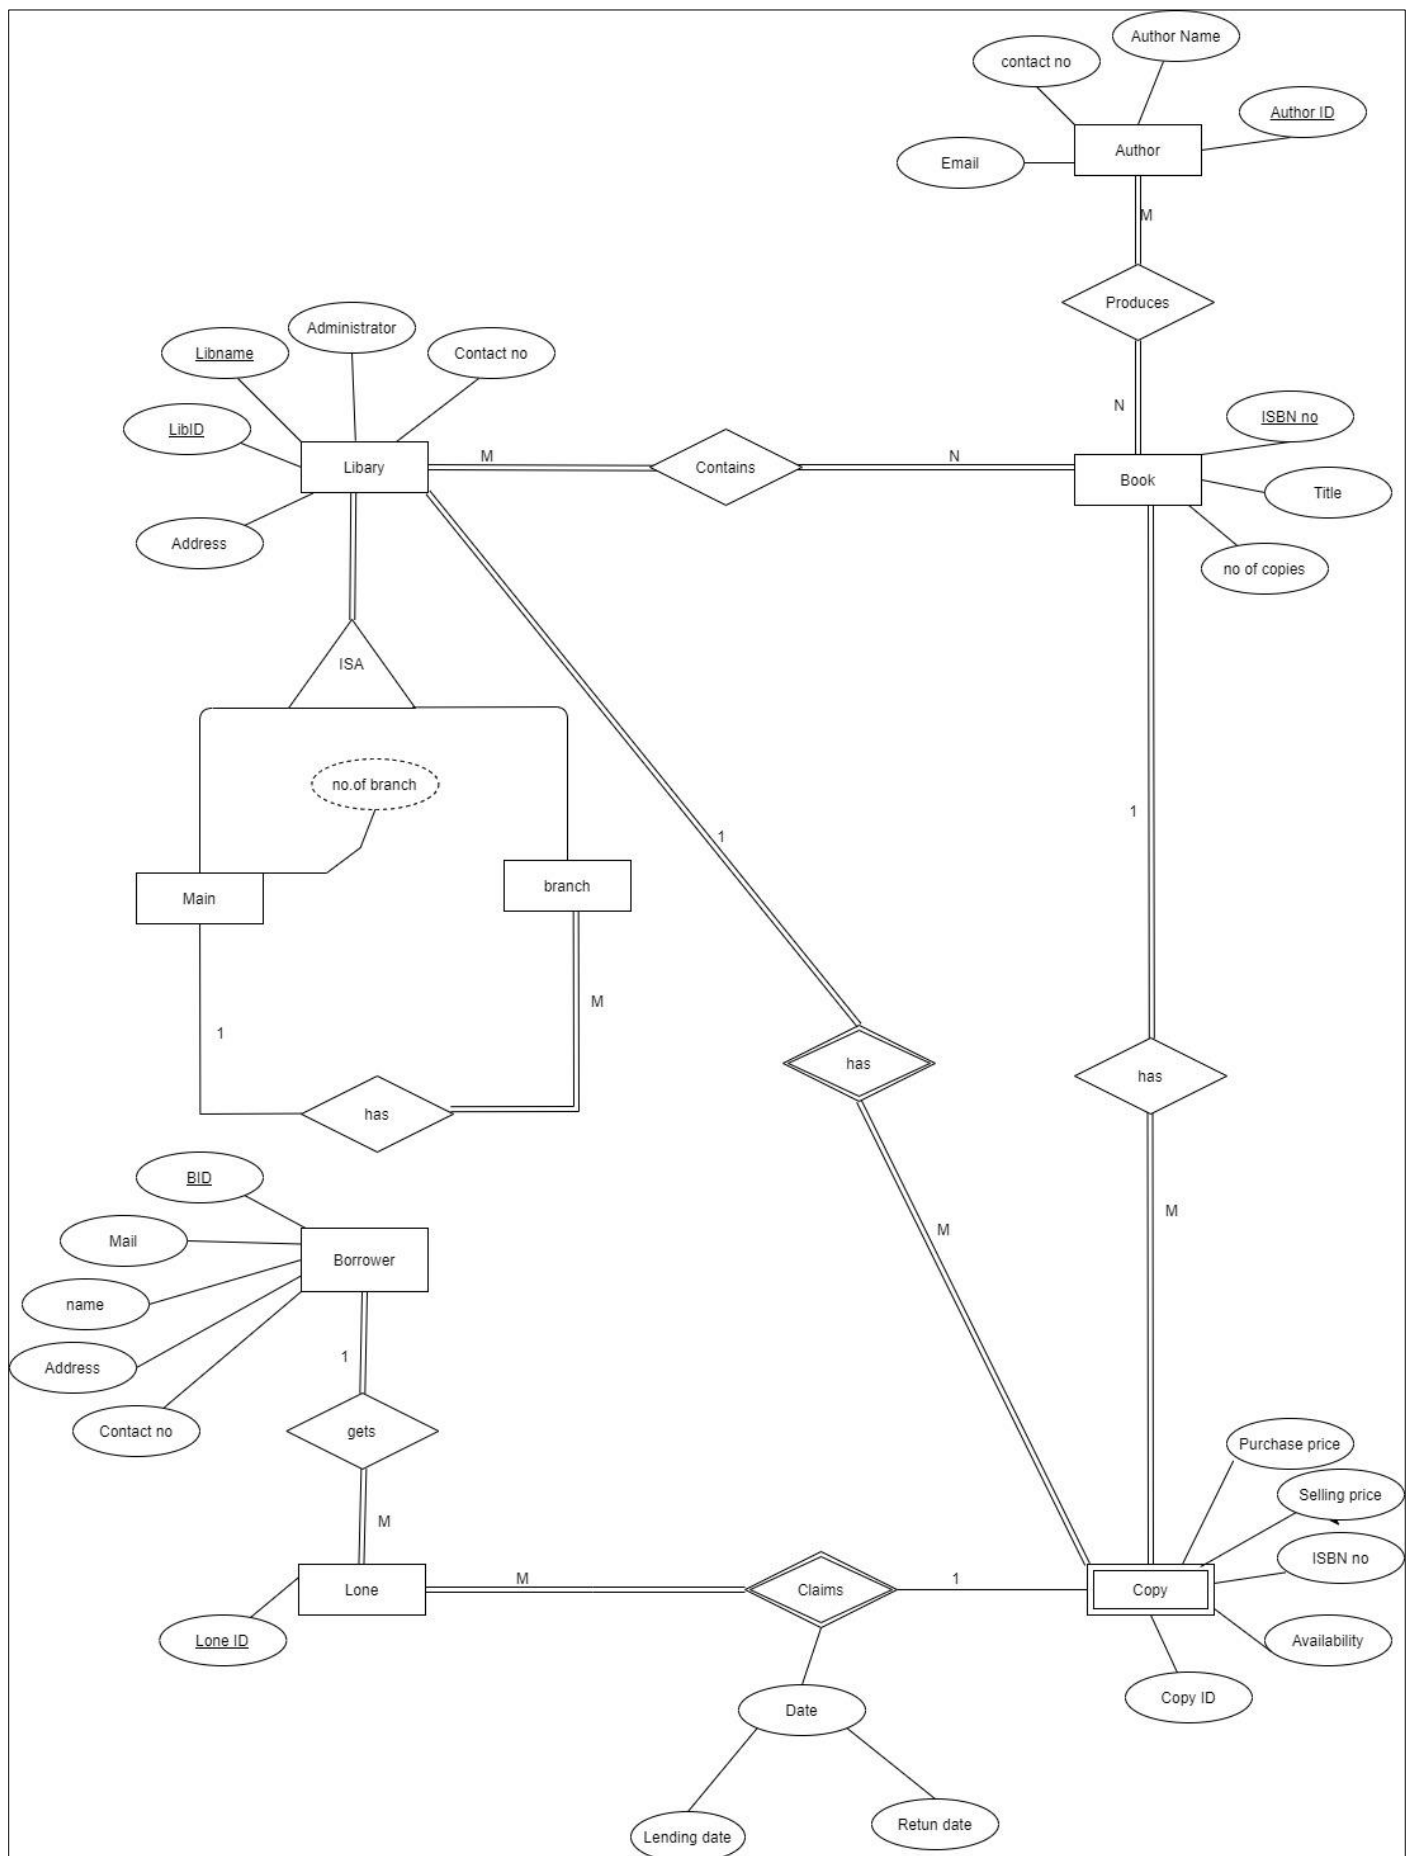 Author Name
contact no
Author ID
Author
Email
M
Produces
Administrator
Libname
Contact no
N
ISBN no
LibID
M
N
Libary
Contains
Book
Title
Address
no of copies
ISA
no.of branch
1
1
branch
Main
M
1
has
has
has
BID
M
M
Mail
Borrower
name
1
Address
Contact no
gets
Purchase price
Selling price
M
ISBN no
M
1
Lone
Claims
Copy
Lone ID
Availability
Copy ID
Date
Retun date
Lending date